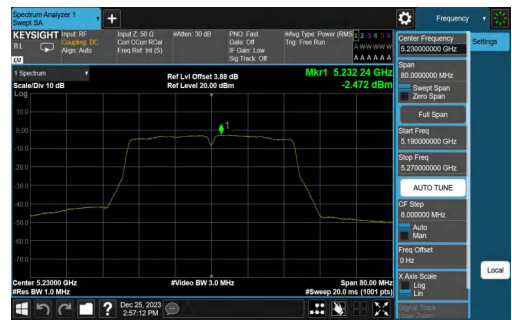 Spectrum Analyzer 1
Swept SA
Frequency
KEYSIGHT
RL
Input: RF
Coupling: DC
Align: Auto
Input Z: 50 Ω
Corr CCorr RCal
Freq Ref: Int (S)
#Atten: 30 dB
PNO: Fast
Gate: Off
IF Gain: Low
Sig Track: Off
#Avg Type: Power (RMS
Trig: Free Run
1 2 3 4 5 6
A W W W W W
A A A A A A
LV
1 Spectrum
Scale/Div 10 dB
Ref Lvl Offset 3.88 dB
Ref Level 20.00 dBm
Mkr1 5.232 24 GHz
-2.472 dBm
Log
10.0
0.00
-10.0
-20.0
-30.0
-40.0
-50.0
-60.0
-70.0
1
Center 5.23000 GHz
#Res BW 1.0 MHz
#Video BW 3.0 MHz
Span 80.00 MHz
#Sweep 20.0 ms (1001 pts)
Center Frequency
5.230000000 GHz
Span
80.0000000 MHz
Swept Span
Zero Span
Full Span
Start Freq
5.190000000 GHz
Stop Freq
5.270000000 GHz
AUTO TUNE
CF Step
8.000000 MHz
Auto
Man
Freq Offset
0 Hz
X Axis Scale
Log
Lin
Signal Track
Settings
Local
?
Dec 25, 2023
2:57:12 PM